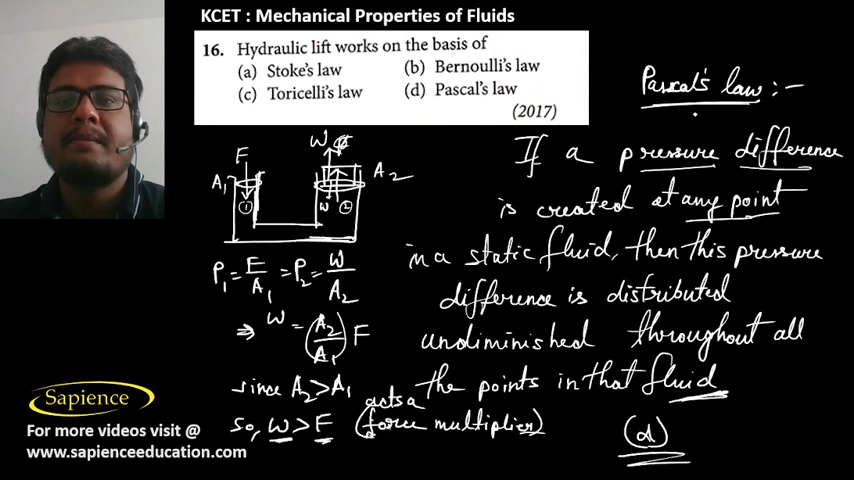 KCET : Mechanical Properties of Fluids
16. Hydraulic lift works on the basis of
(a) Stoke's law (b) Bernoulli's law
(c) Toricelli's law (d) Pascal's law
(2017)
Pascal's law :-
If a pressure difference
is created at any point
in a static fluid, then this pressure
difference is distributed
undiminished throughout all
the points in that fluid
(d)
F W
A1 A2
1 W 2
P1 = F/A1 = P2 = W/A2
⇒ W = (A2/A1) F
since A2 > A1
so, W > F (acts a force multiplier)
Sapience
For more videos visit @
www.sapienceeducation.com